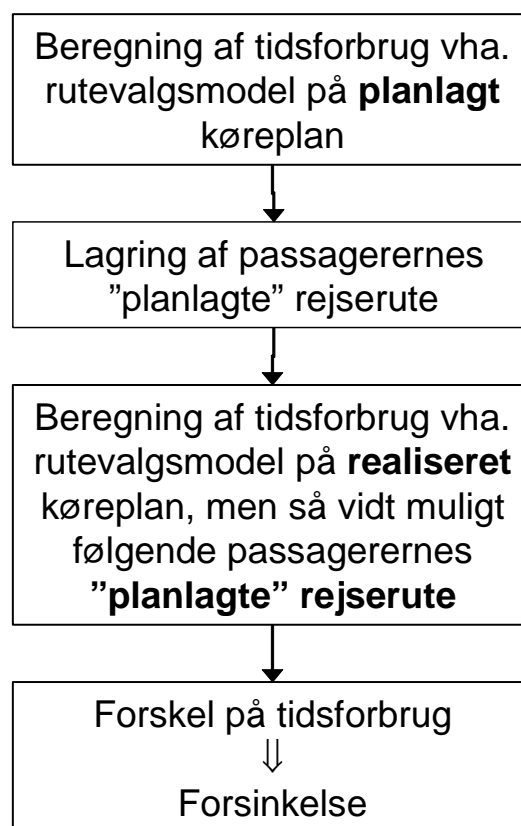 Beregning af tidsforbrug vha.
rutevalgsmodel på planlagt
køreplan
Lagring af passagerernes
”planlagte” rejserute
Beregning af tidsforbrug vha.
rutevalgsmodel på realiseret
køreplan, men så vidt muligt
følgende passagerernes
”planlagte” rejserute
Forskel på tidsforbrug
⇓
Forsinkelse